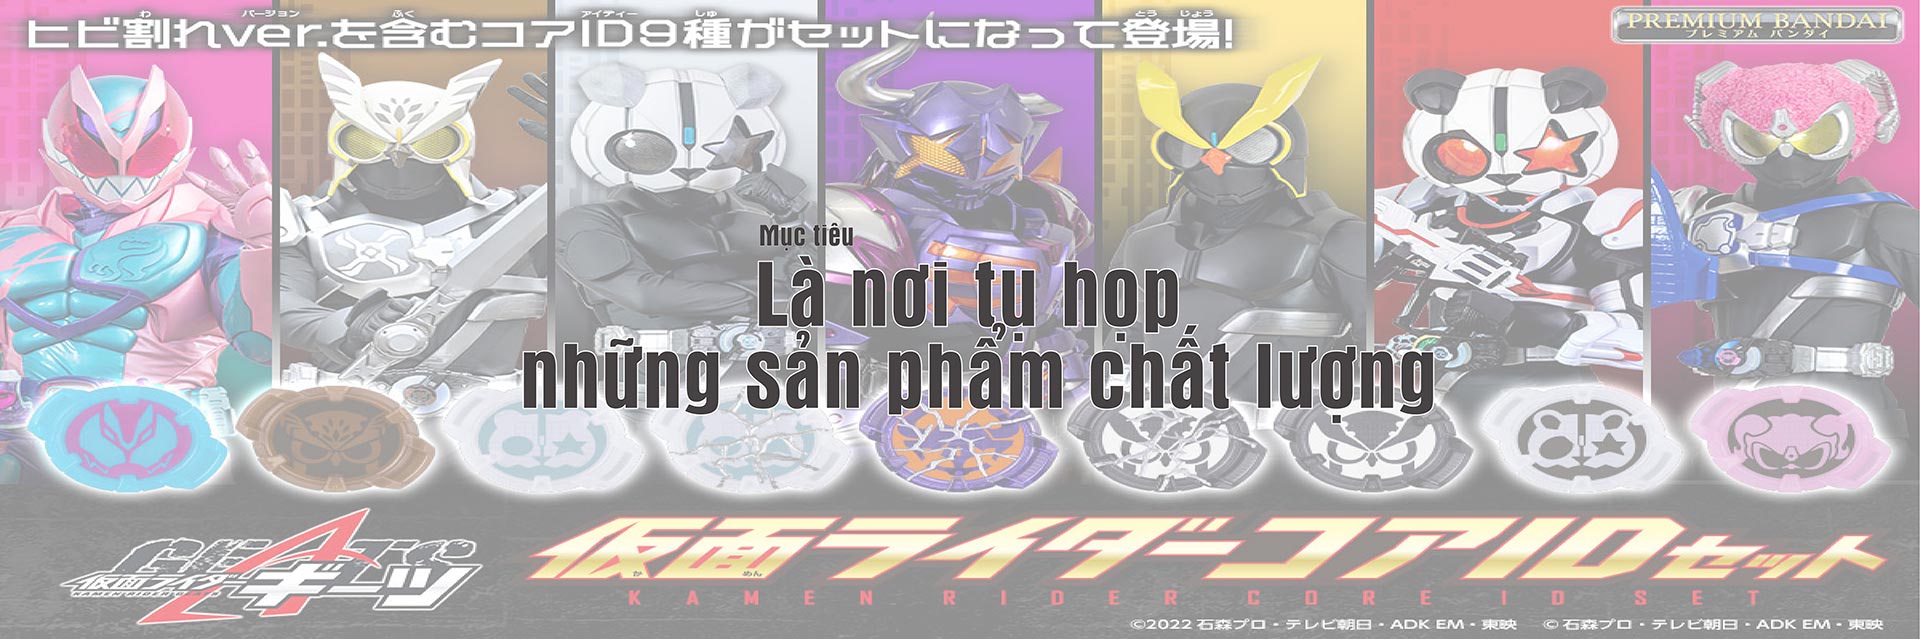 ヒビ割れver.を含むコアID9種がセットになって登場!
PREMIUM BANDAI
プレミアム バンダイ
Mục tiêu
Là nơi tụ họp
những sản phẩm chất lượng
GEATS
仮面ライダーギーツ
KAMEN RIDER GEATS
仮面ライダーコアIDセット
KAMEN RIDER CORE ID SET
©2022 石森プロ・テレビ朝日・ADK EM・東映 ©石森プロ・テレビ朝日・ADK EM・東映